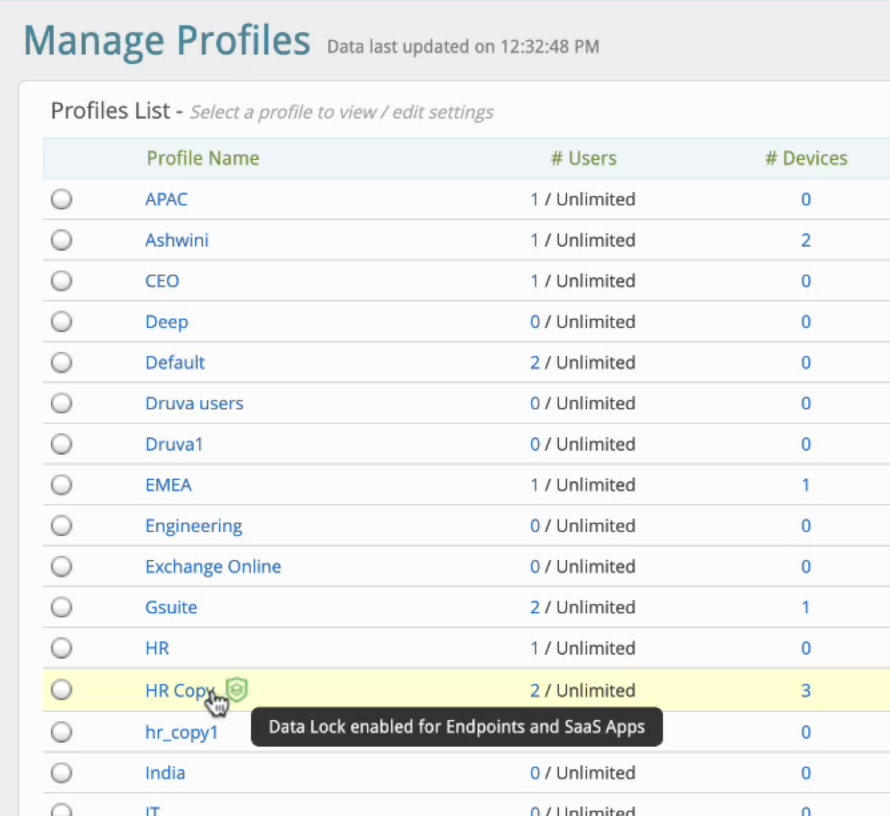 Manage Profiles Data last updated on 12:32:48 PM
Profiles List - Select a profile to view / edit settings
Profile Name # Users # Devices
APAC 1 / Unlimited 0
Ashwini 1 / Unlimited 2
CEO 1 / Unlimited 0
Deep 0 / Unlimited 0
Default 2 / Unlimited 0
Druva users 0 / Unlimited 0
Druva1 0 / Unlimited 0
EMEA 1 / Unlimited 1
Engineering 0 / Unlimited 0
Exchange Online 0 / Unlimited 0
Gsuite 2 / Unlimited 1
HR 1 / Unlimited 0
HR Copy 2 / Unlimited 3
Data Lock enabled for Endpoints and SaaS Apps
hr_copy1 0
India 0 / Unlimited 0
IT 0 / Unlimited 0